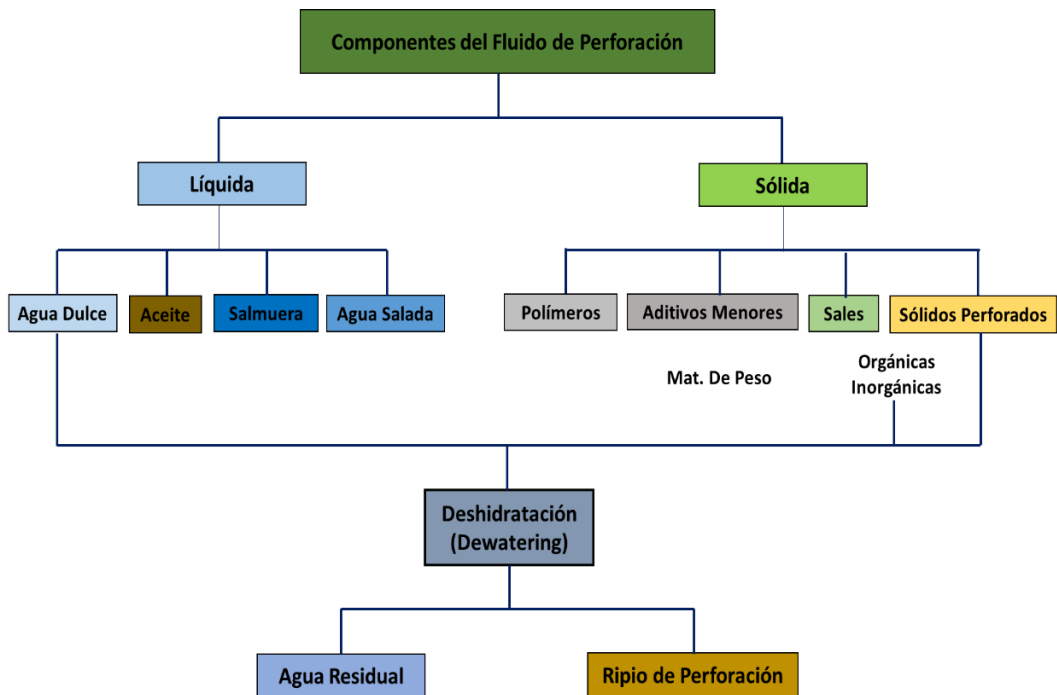 Componentes del Fluido de Perforación
Líquida
Sólida
Agua Dulce
Aceite
Salmuera
Agua Salada
Polímeros
Aditivos Menores
Sales
Sólidos Perforados
Mat. De Peso
Orgánicas
Inorgánicas
Deshidratación
(Dewatering)
Agua Residual
Ripio de Perforación